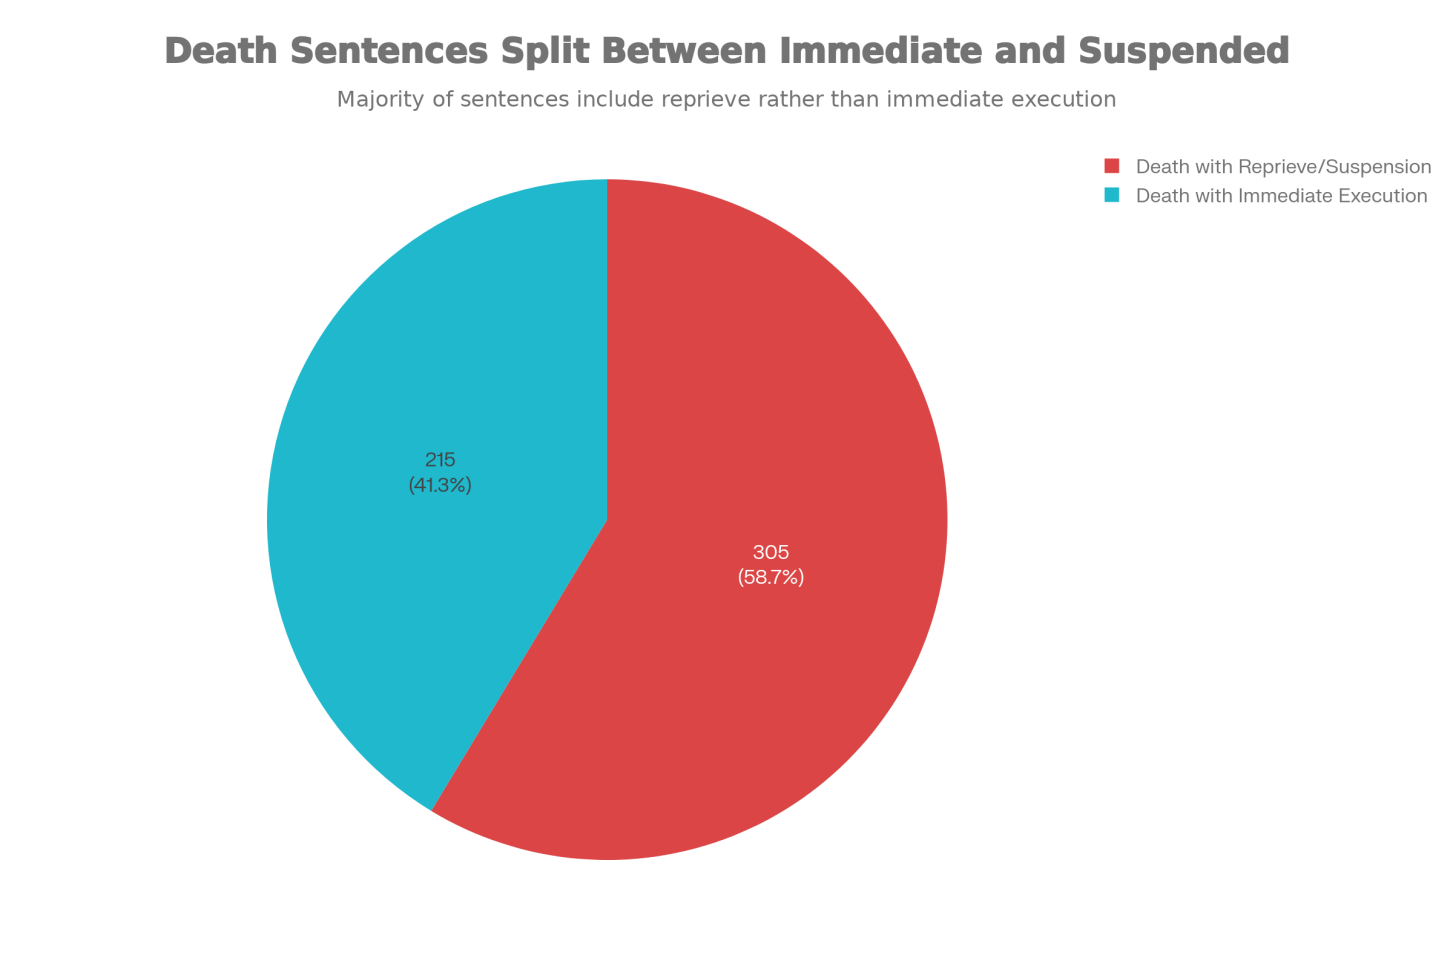 Death Sentences Split Between Immediate and Suspended
Majority of sentences include reprieve rather than immediate execution
Death with Reprieve/Suspension
Death with Immediate Execution
215
(41.3%)
305
(58.7%)